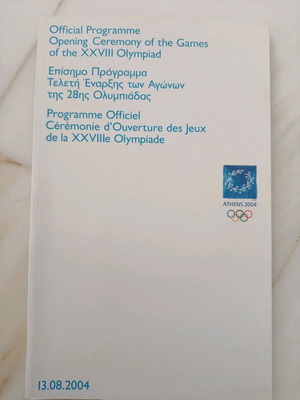 Official Programme
Opening Ceremony of the Games
of the XXVIII Olympiad
Επίσημο Πρόγραμμα
Τελετή Έναρξης των Αγώνων
της 28ης Ολυμπιάδας
Programme Officiel
Cérémonie d'Ouverture des Jeux
de la XXVIIIe Olympiade
ATHENS 2004
13.08.2004